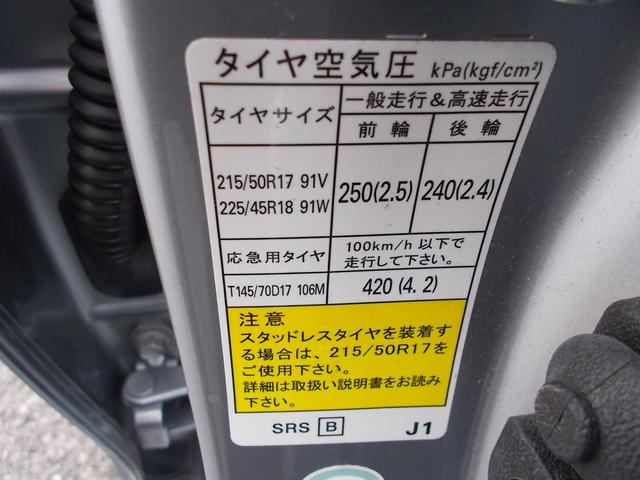 タイヤ空気圧 kPa(kgf/cm²)
タイヤサイズ 一般走行&高速走行
前輪 後輪
215/50R17 91V
225/45R18 91W
250(2.5) 240(2.4)
応急用タイヤ 100km/h 以下で
走行して下さい。
T145/70D17 106M 420 (4.2)
注意
スタッドレスタイヤを装着す
る場合は、215/50R17を
ご使用下さい。
詳細は取扱い説明書をお読み
下さい。
SRS B J1